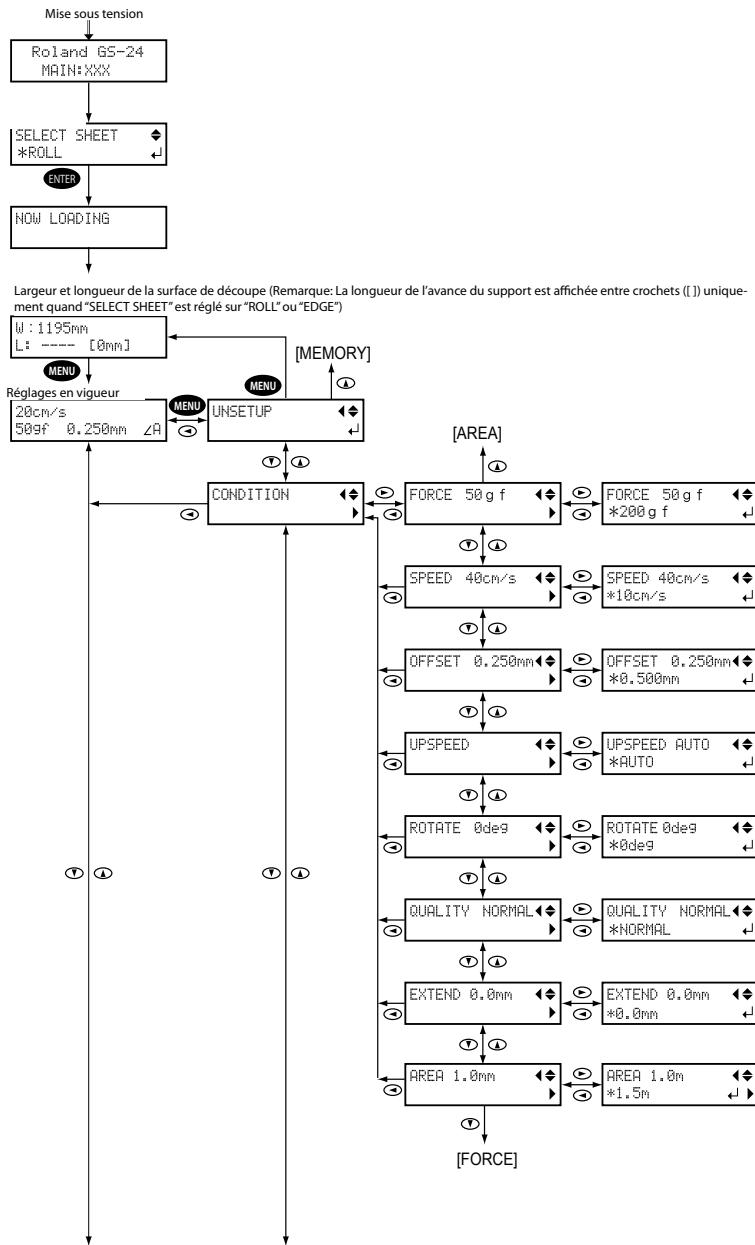 Mise sous tension
Roland GS-24
MAIN:XXX
SELECT SHEET
*ROLL
ENTER
NOW LOADING
Largeur et longueur de la surface de découpe (Remarque: La longueur de l'avance du support est affichée entre crochets ([ ]) unique-
ment quand “SELECT SHEET” est réglé sur “ROLL” ou “EDGE”)
W:1195mm
L: ---- [0mm]
MENU
[MEMORY]
MENU
Réglages en vigueur
20cm/s
50gf 0.250mm ∠A
MENU
UNSETUP
[AREA]
CONDITION
FORCE 50gf
FORCE 50gf
*200gf
SPEED 40cm/s
SPEED 40cm/s
*10cm/s
OFFSET 0.250mm
OFFSET 0.250mm
*0.500mm
UPSPEED
UPSPEED AUTO
*AUTO
ROTATE 0deg
ROTATE 0deg
*0deg
QUALITY NORMAL
QUALITY NORMAL
*NORMAL
EXTEND 0.0mm
EXTEND 0.0mm
*0.0mm
AREA 1.0mm
AREA 1.0m
*1.5m
[FORCE]